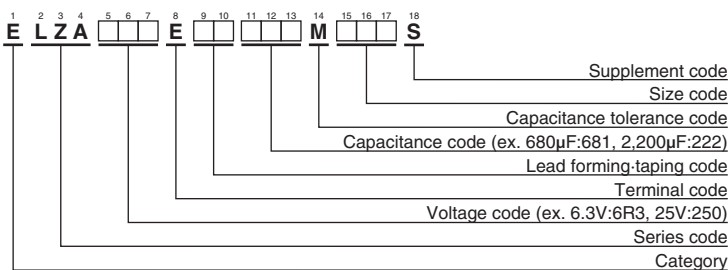 1 2 3 4 5 6 7 8 9 10 11 12 13 14 15 16 17 18
E L Z A E M S
Supplement code
Size code
Capacitance tolerance code
Capacitance code (ex. 680µF:681, 2,200µF:222)
Lead forming·taping code
Terminal code
Voltage code (ex. 6.3V:6R3, 25V:250)
Series code
Category